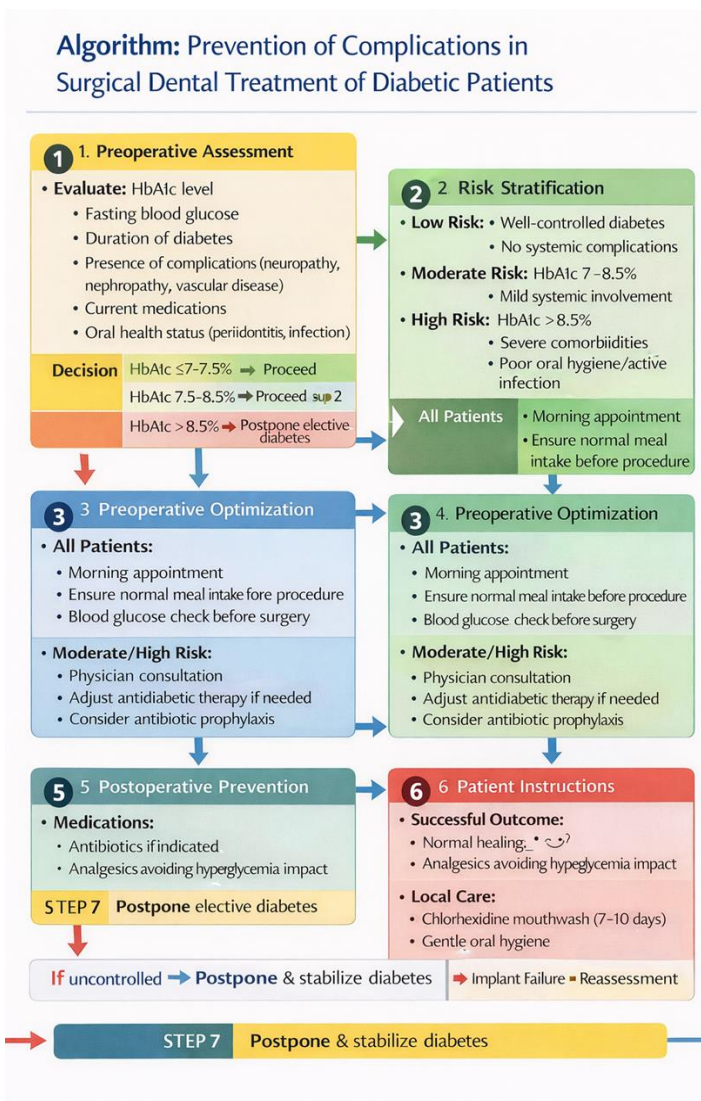 Algorithm: Prevention of Complications in
Surgical Dental Treatment of Diabetic Patients
1 1. Preoperative Assessment
• Evaluate: HbA1c level
• Fasting blood glucose
• Duration of diabetes
• Presence of complications (neuropathy,
nephropathy, vascular disease)
• Current medications
• Oral health status (periidontitis, infection)
Decision HbA1c ≤7-7.5% → Proceed
HbA1c 7.5-8.5% → Proceed sup 2
HbA1c > 8.5% → Postpone elective
diabetes
2 2 Risk Stratification
• Low Risk: • Well-controlled diabetes
• No systemic complications
• Moderate Risk: HbA1c 7-8.5%
• Mild systemic involvement
• High Risk: HbA1c > 8.5%
• Severe comorbiidities
• Poor oral hygiene/active
infection
All Patients • Morning appointment
• Ensure normal meal
intake before procedure
3 3 Preoperative Optimization
• All Patients:
• Morning appointment
• Ensure normal meal intake fore procedure
• Blood glucose check before surgery
• Moderate/High Risk:
• Physician consultation
• Adjust antidiabetic therapy if needed
• Consider antibiotic prophylaxis
3 4. Preoperative Optimization
• All Patients:
• Morning appointment
• Ensure normal meal intake before procedure
• Blood glucose check before surgery
• Moderate/High Risk:
• Physician consultation
• Adjust antidiabetic therapy if needed
• Consider antibiotic prophylaxis
5 5 Postoperative Prevention
• Medications:
• Antibiotics if indicated
• Analgesics avoiding hyperglycemia impact
STEP 7 Postpone elective diabetes
6 6 Patient Instructions
• Successful Outcome:
• Normal healing:
• Analgesics avoiding hypeglycemia impact
• Local Care:
• Chlorhexidine mouthwash (7-10 days)
• Gentle oral hygiene
If uncontrolled → Postpone & stabilize diabetes → Implant Failure - Reassessment
STEP 7 Postpone & stabilize diabetes